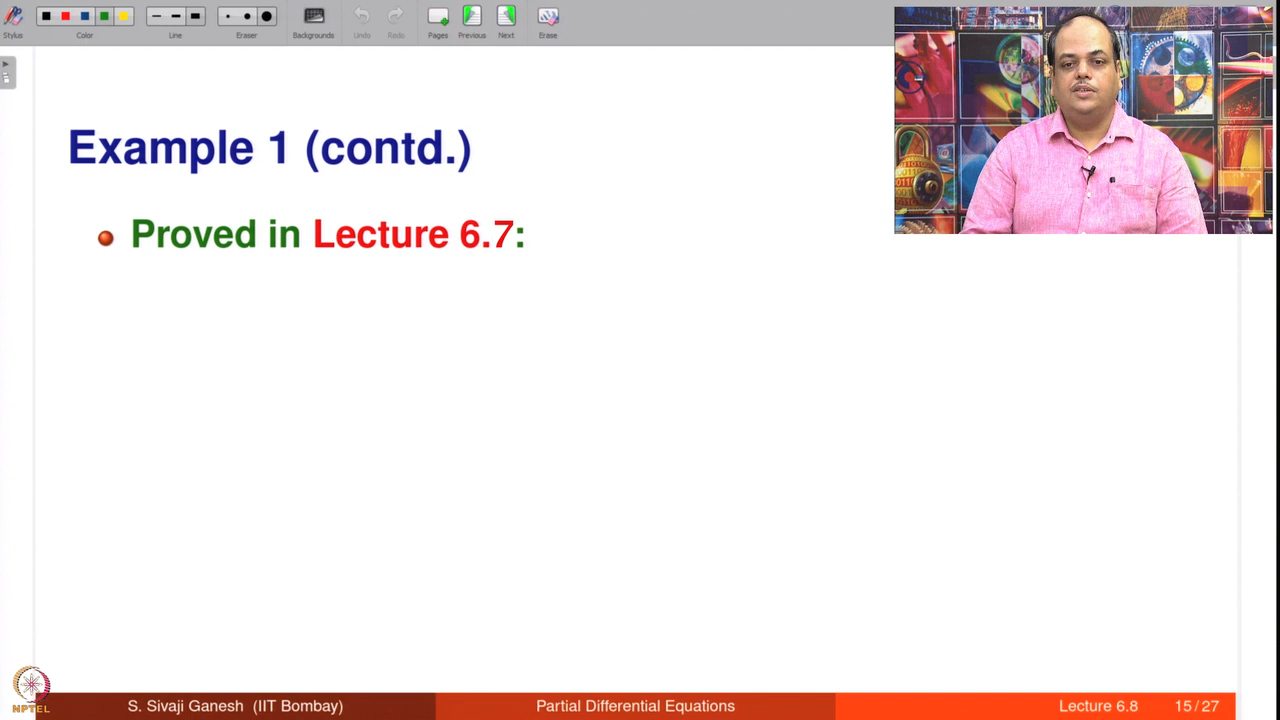 Stylus
Color
Line
Eraser
Backgrounds
Undo
Redo
Pages
Previous
Next
Erase
Example 1 (contd.)
Proved in Lecture 6.7:
NPTEL
S. Sivaji Ganesh (IIT Bombay)
Partial Differential Equations
Lecture 6.8
15 / 27